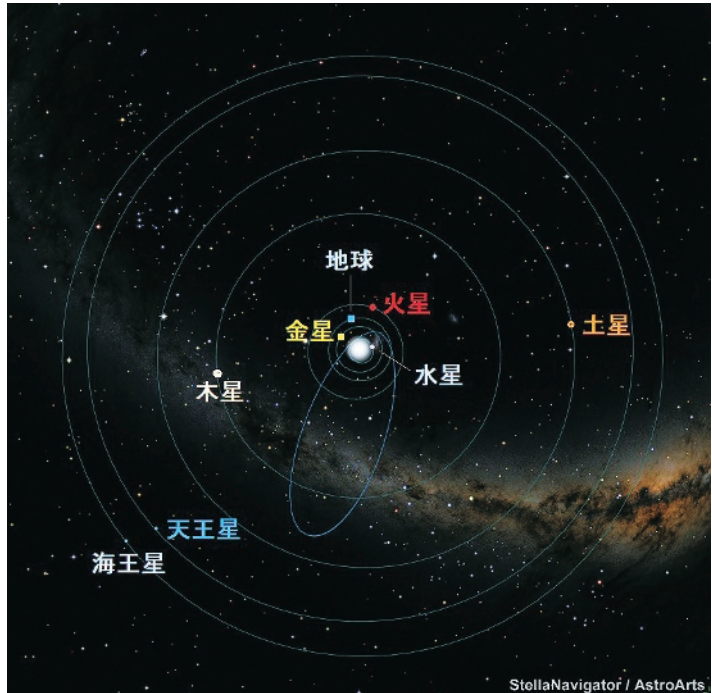 地球
火星
金星
土星
水星
木星
天王星
海王星
StellaNavigator / AstroArts